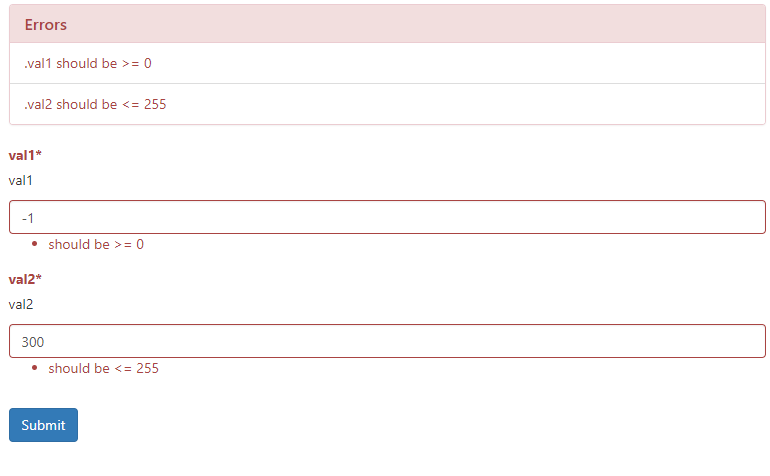 Errors
.val1 should be >= 0
.val2 should be <= 255
val1*
val1
-1
• should be >= 0
val2*
val2
300
• should be <= 255
Submit